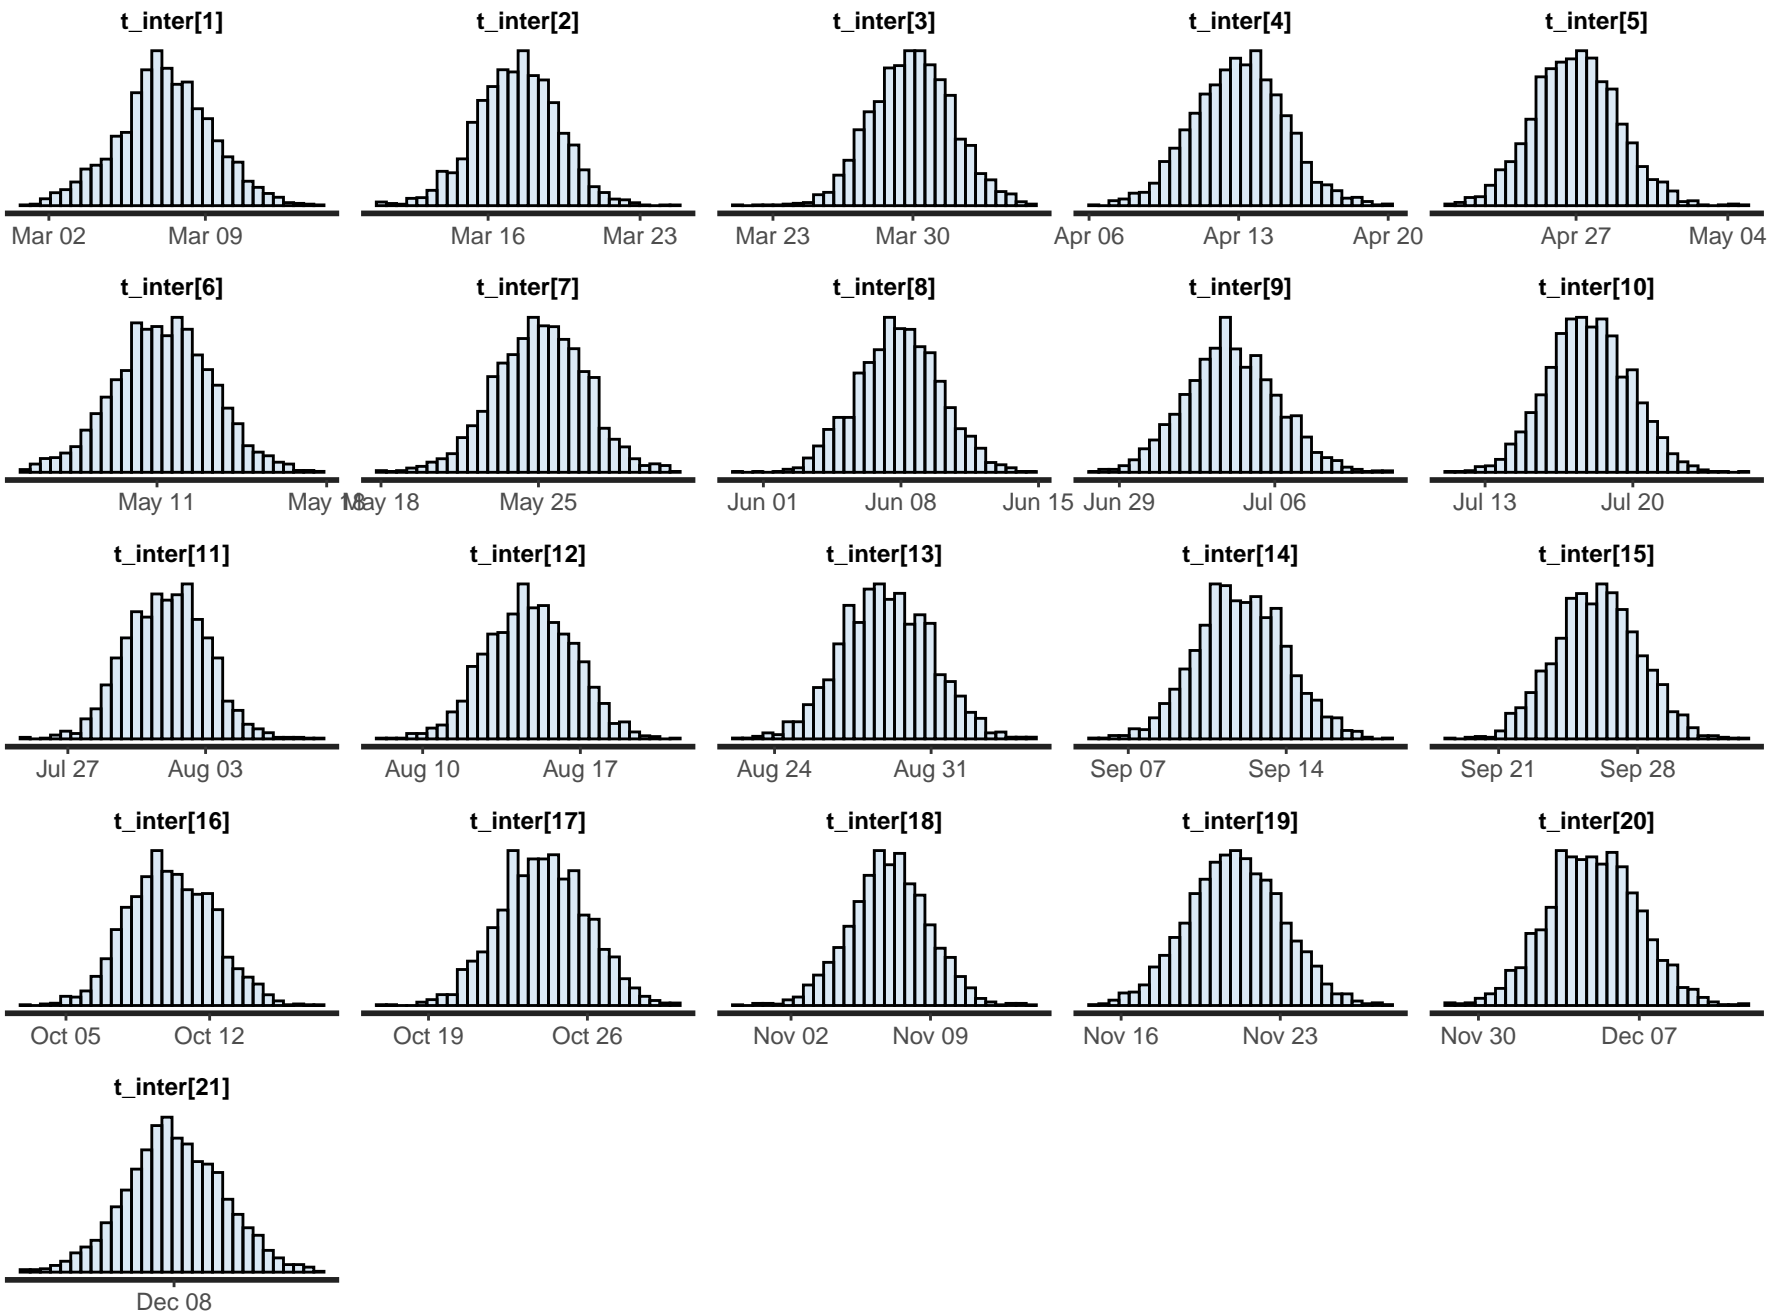 t_inter[1] t_inter[2] t_inter[3] t_inter[4] t_inter[5]
Mar 02 Mar 09 Mar 16 Mar 23 Mar 23 Mar 30 Apr 06 Apr 13 Apr 20 Apr 27 May 04
t_inter[6] t_inter[7] t_inter[8] t_inter[9] t_inter[10]
May 11 May 18 May 18 May 25 Jun 01 Jun 08 Jun 15 Jun 29 Jul 06 Jul 13 Jul 20
t_inter[11] t_inter[12] t_inter[13] t_inter[14] t_inter[15]
Jul 27 Aug 03 Aug 10 Aug 17 Aug 24 Aug 31 Sep 07 Sep 14 Sep 21 Sep 28
t_inter[16] t_inter[17] t_inter[18] t_inter[19] t_inter[20]
Oct 05 Oct 12 Oct 19 Oct 26 Nov 02 Nov 09 Nov 16 Nov 23 Nov 30 Dec 07
t_inter[21]
Dec 08